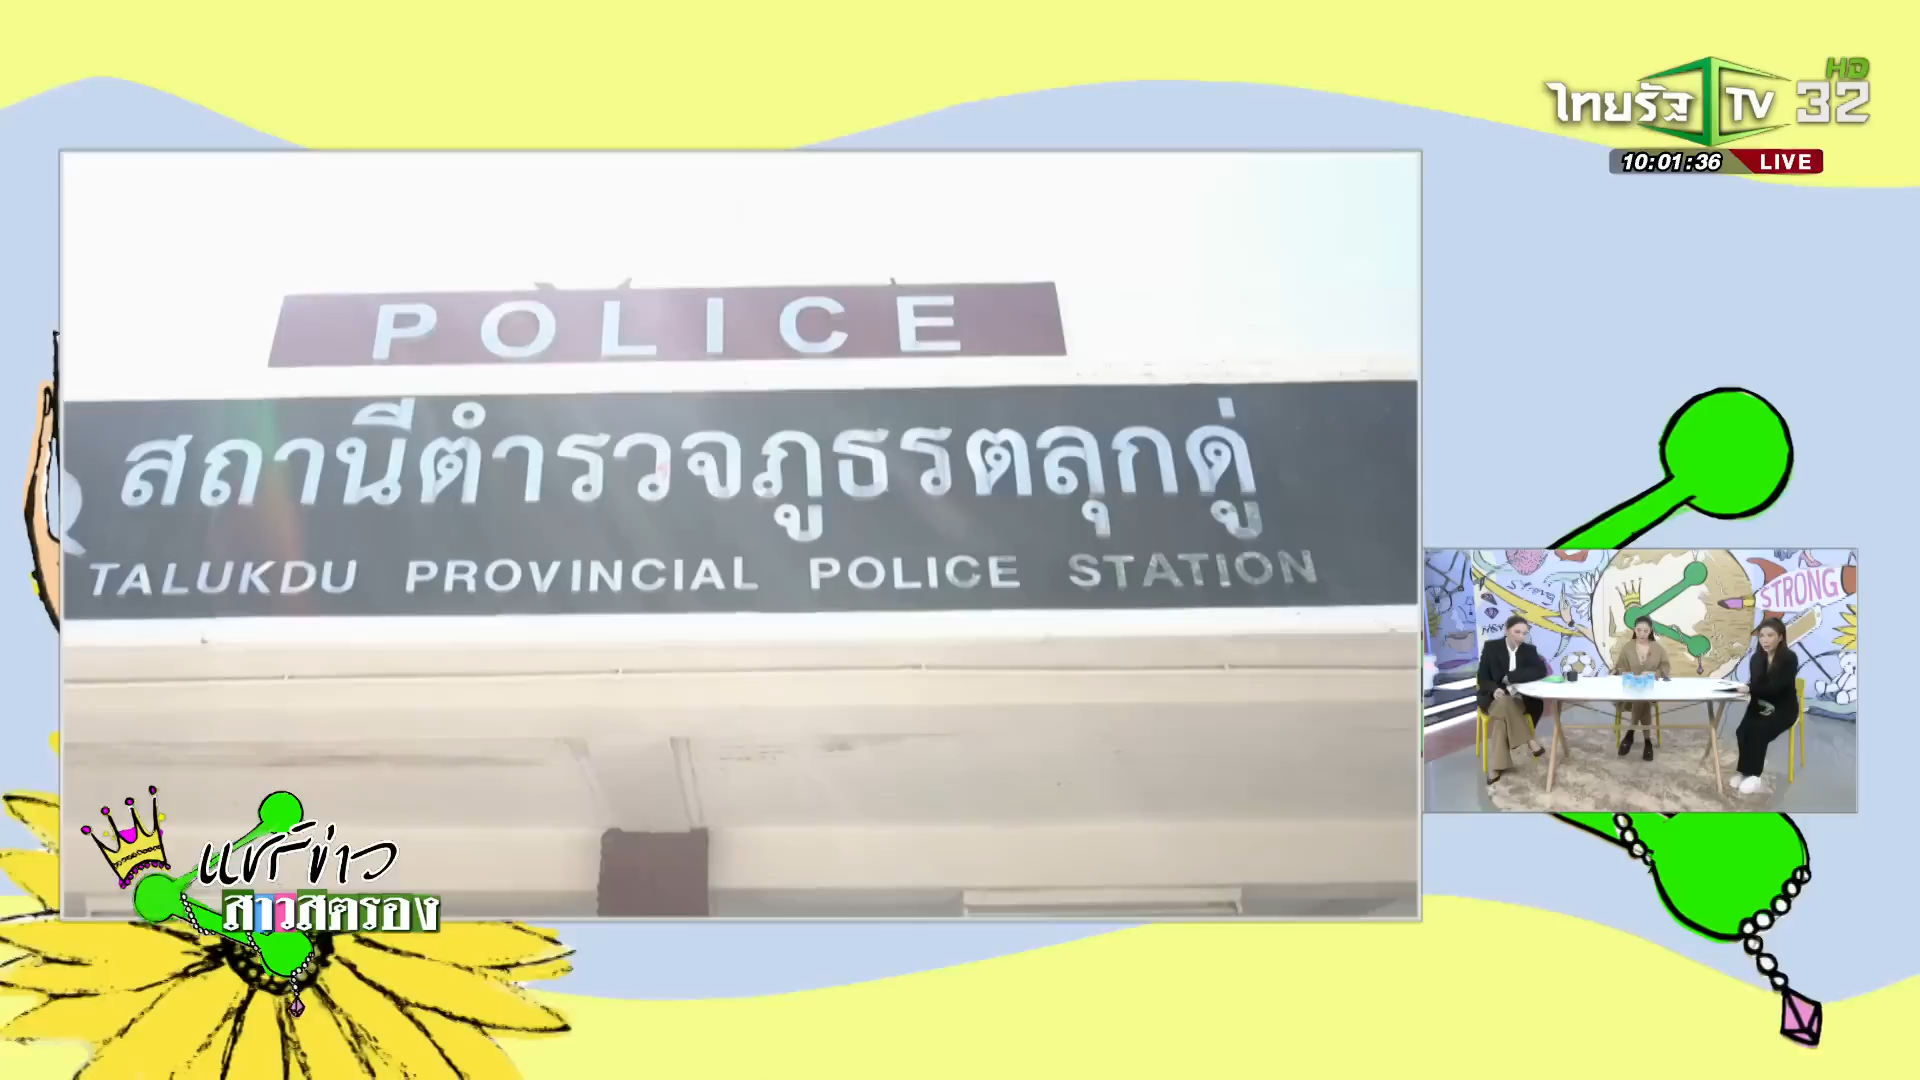 HD
ไทยรัฐ TV 32
10:01:36 LIVE
POLICE
สถานีตำรวจภูธรตลุกดู่
TALUKDU PROVINCIAL POLICE STATION
STRONG
แชร์ข่าว
สาวสตรอง